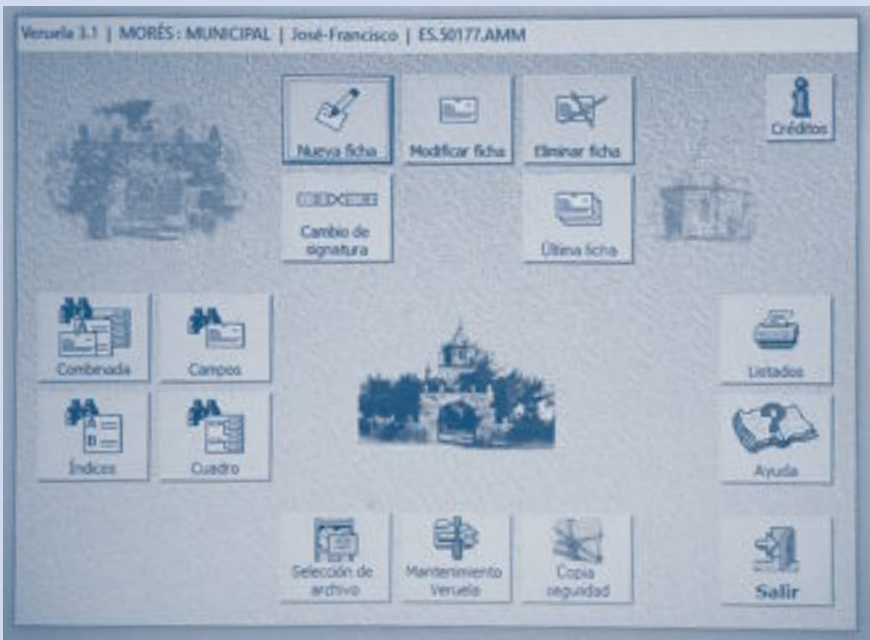 Veruela 3.1 | MORÉS : MUNICIPAL | José-Francisco | ES.50177.AMM
Nueva ficha
Modificar ficha
Eliminar ficha
Créditos
Cambio de
signatura
Última ficha
Combinada
Campos
Listados
A
B
Índices
Cuadro
?
Ayuda
Selección de
archivo
Mantenimiento
Veruela
Copia
seguridad
Salir